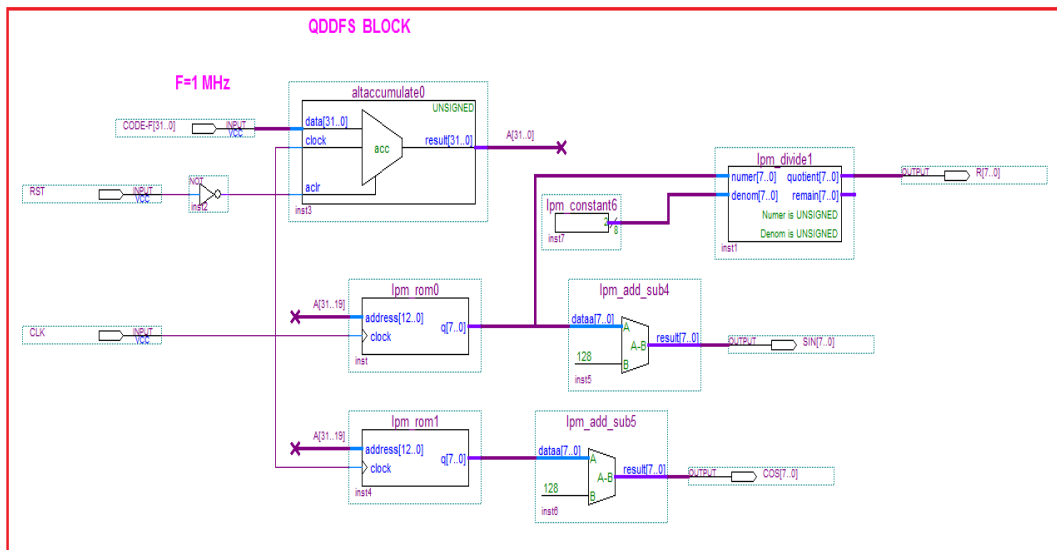 QDDFS BLOCK
F=1 MHz
altaccumulate0
UNSIGNED
CODE-F[31..0]
INPUT
VCC
data[31..0]
clock
acc
result[31..0]
A[31..0]
RST
INPUT
VCC
NOT
inst2
aclr
inst3
lpm_divide1
numer[7..0]
quotient[7..0]
denom[7..0]
remain[7..0]
Numer is UNSIGNED
Denom is UNSIGNED
inst1
OUTPUT
R[7..0]
lpm_constant6
2
8
inst7
A[31..19]
lpm_rom0
address[12..0]
q[7..0]
clock
inst
CLK
INPUT
VCC
lpm_add_sub4
dataa[7..0]
A
A-B
result[7..0]
128
B
inst5
OUTPUT
SIN[7..0]
A[31..19]
lpm_rom1
address[12..0]
q[7..0]
clock
inst4
lpm_add_sub5
dataa[7..0]
A
A-B
result[7..0]
128
B
inst6
OUTPUT
COS[7..0]